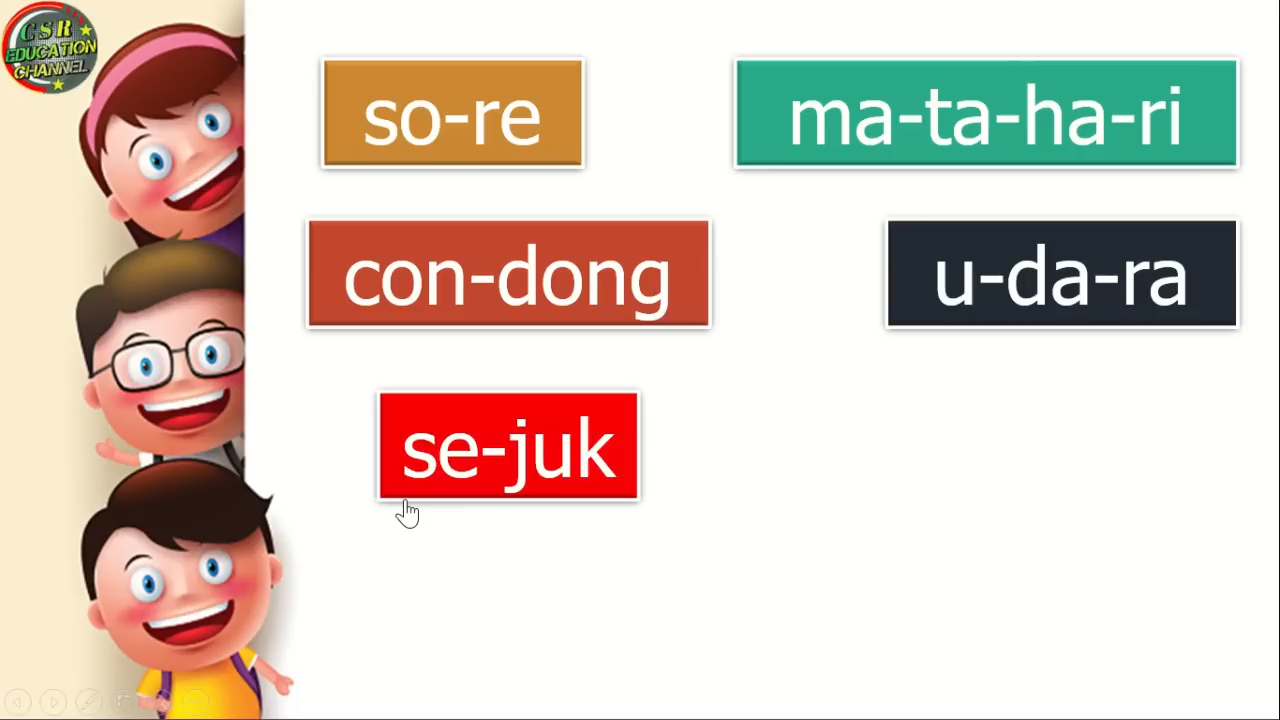 GSR
EDUCATION
CHANNEL
so-re
ma-ta-ha-ri
con-dong
u-da-ra
se-juk